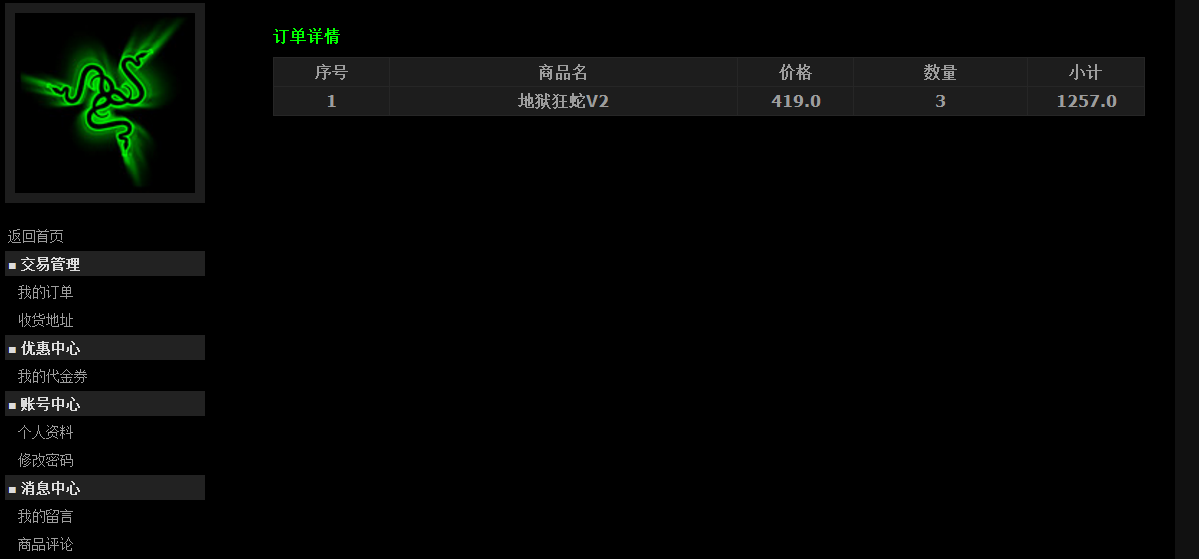 订单详情
序号 商品名 价格 数量 小计
1 地狱狂蛇V2 419.0 3 1257.0
返回首页
■ 交易管理
我的订单
收货地址
■ 优惠中心
我的代金券
■ 账号中心
个人资料
修改密码
■ 消息中心
我的留言
商品评论